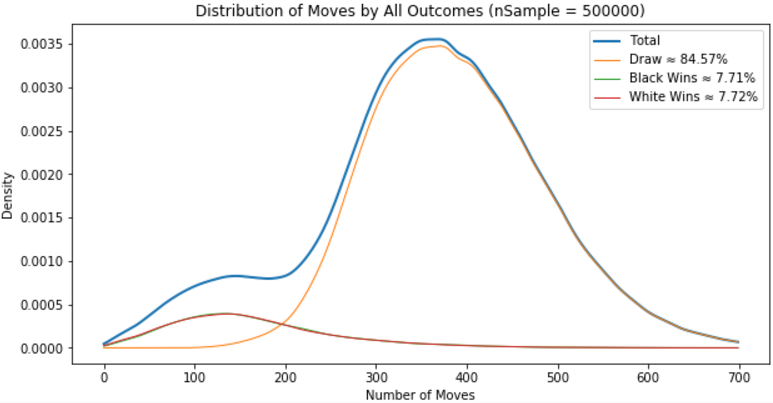 Distribution of Moves by All Outcomes (nSample = 500000)
Total
Draw ≈ 84.57%
Black Wins ≈ 7.71%
White Wins ≈ 7.72%
Density
0.0035
0.0030
0.0025
0.0020
0.0015
0.0010
0.0005
0.0000
0 100 200 300 400 500 600 700
Number of Moves